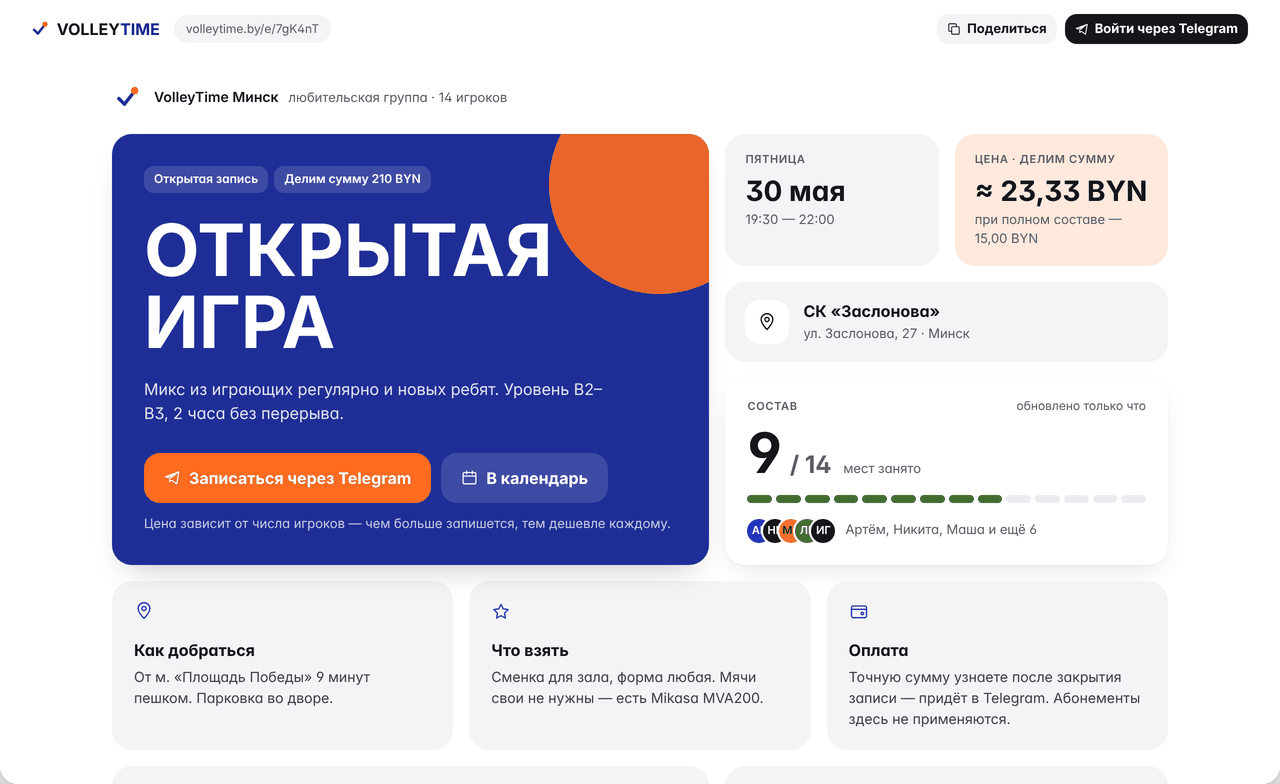 VOLLEYTIME
volleytime.by/e/7gK4nT
Поделиться
Войти через Telegram
VolleyTime Минск любительская группа · 14 игроков
Открытая запись
Делим сумму 210 BYN
ОТКРЫТАЯ
ИГРА
Микс из играющих регулярно и новых ребят. Уровень B2–
B3, 2 часа без перерыва.
Записаться через Telegram
В календарь
Цена зависит от числа игроков — чем больше запишется, тем дешевле каждому.
ПЯТНИЦА
30 мая
19:30 — 22:00
ЦЕНА · ДЕЛИМ СУММУ
≈ 23,33 BYN
при полном составе —
15,00 BYN
СК «Заслонова»
ул. Заслонова, 27 · Минск
СОСТАВ
обновлено только что
9 / 14 мест занято
ИГ
Артём, Никита, Маша и ещё 6
Как добраться
От м. «Площадь Победы» 9 минут
пешком. Парковка во дворе.
Что взять
Сменка для зала, форма любая. Мячи
свои не нужны — есть Mikasa MVA200.
Оплата
Точную сумму узнаете после закрытия
записи — придёт в Telegram. Абонементы
здесь не применяются.